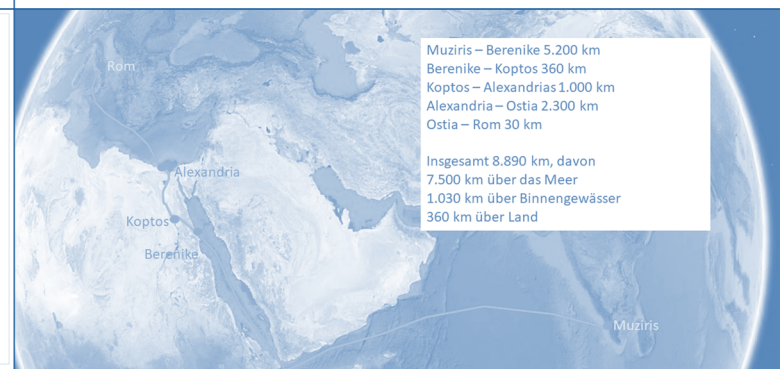 Muziris – Berenike 5.200 km
Berenike – Koptos 360 km
Koptos – Alexandrias 1.000 km
Alexandria – Ostia 2.300 km
Ostia – Rom 30 km
Insgesamt 8.890 km, davon
7.500 km über das Meer
1.030 km über Binnengewässer
360 km über Land
Rom
Alexandria
Koptos
Berenike
Muziris